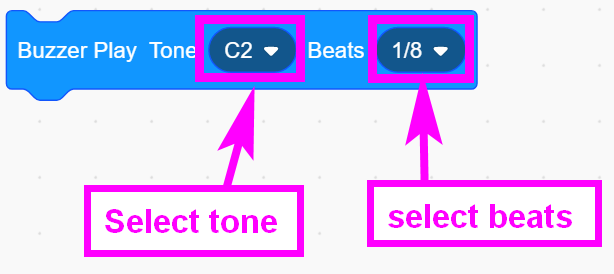 Buzzer Play Tone C2 Beats 1/8
Select tone
select beats